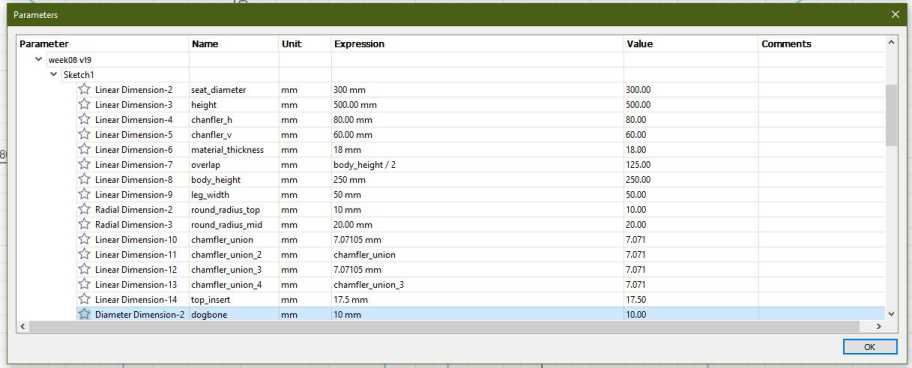 Parameters
Parameter Name Unit Expression Value Comments
week08 v19
Sketch1
Linear Dimension-2 seat_diameter mm 300 mm 300.00
Linear Dimension-3 height mm 500.00 mm 500.00
Linear Dimension-4 chanfler_h mm 80.00 mm 80.00
Linear Dimension-5 chanfler_v mm 60.00 mm 60.00
Linear Dimension-6 material_thickness mm 18 mm 18.00
Linear Dimension-7 overlap mm body_height / 2 125.00
Linear Dimension-8 body_height mm 250 mm 250.00
Linear Dimension-9 leg_width mm 50 mm 50.00
Radial Dimension-2 round_radius_top mm 10 mm 10.00
Radial Dimension-3 round_radius_mid mm 20.00 mm 20.00
Linear Dimension-10 chamfler_union mm 7.07105 mm 7.071
Linear Dimension-11 chamfler_union_2 mm chamfler_union 7.071
Linear Dimension-12 chamfler_union_3 mm 7.07105 mm 7.071
Linear Dimension-13 chamfler_union_4 mm chamfler_union_3 7.071
Linear Dimension-14 top_insert mm 17.5 mm 17.50
Diameter Dimension-2 dogbone mm 10 mm 10.00
OK